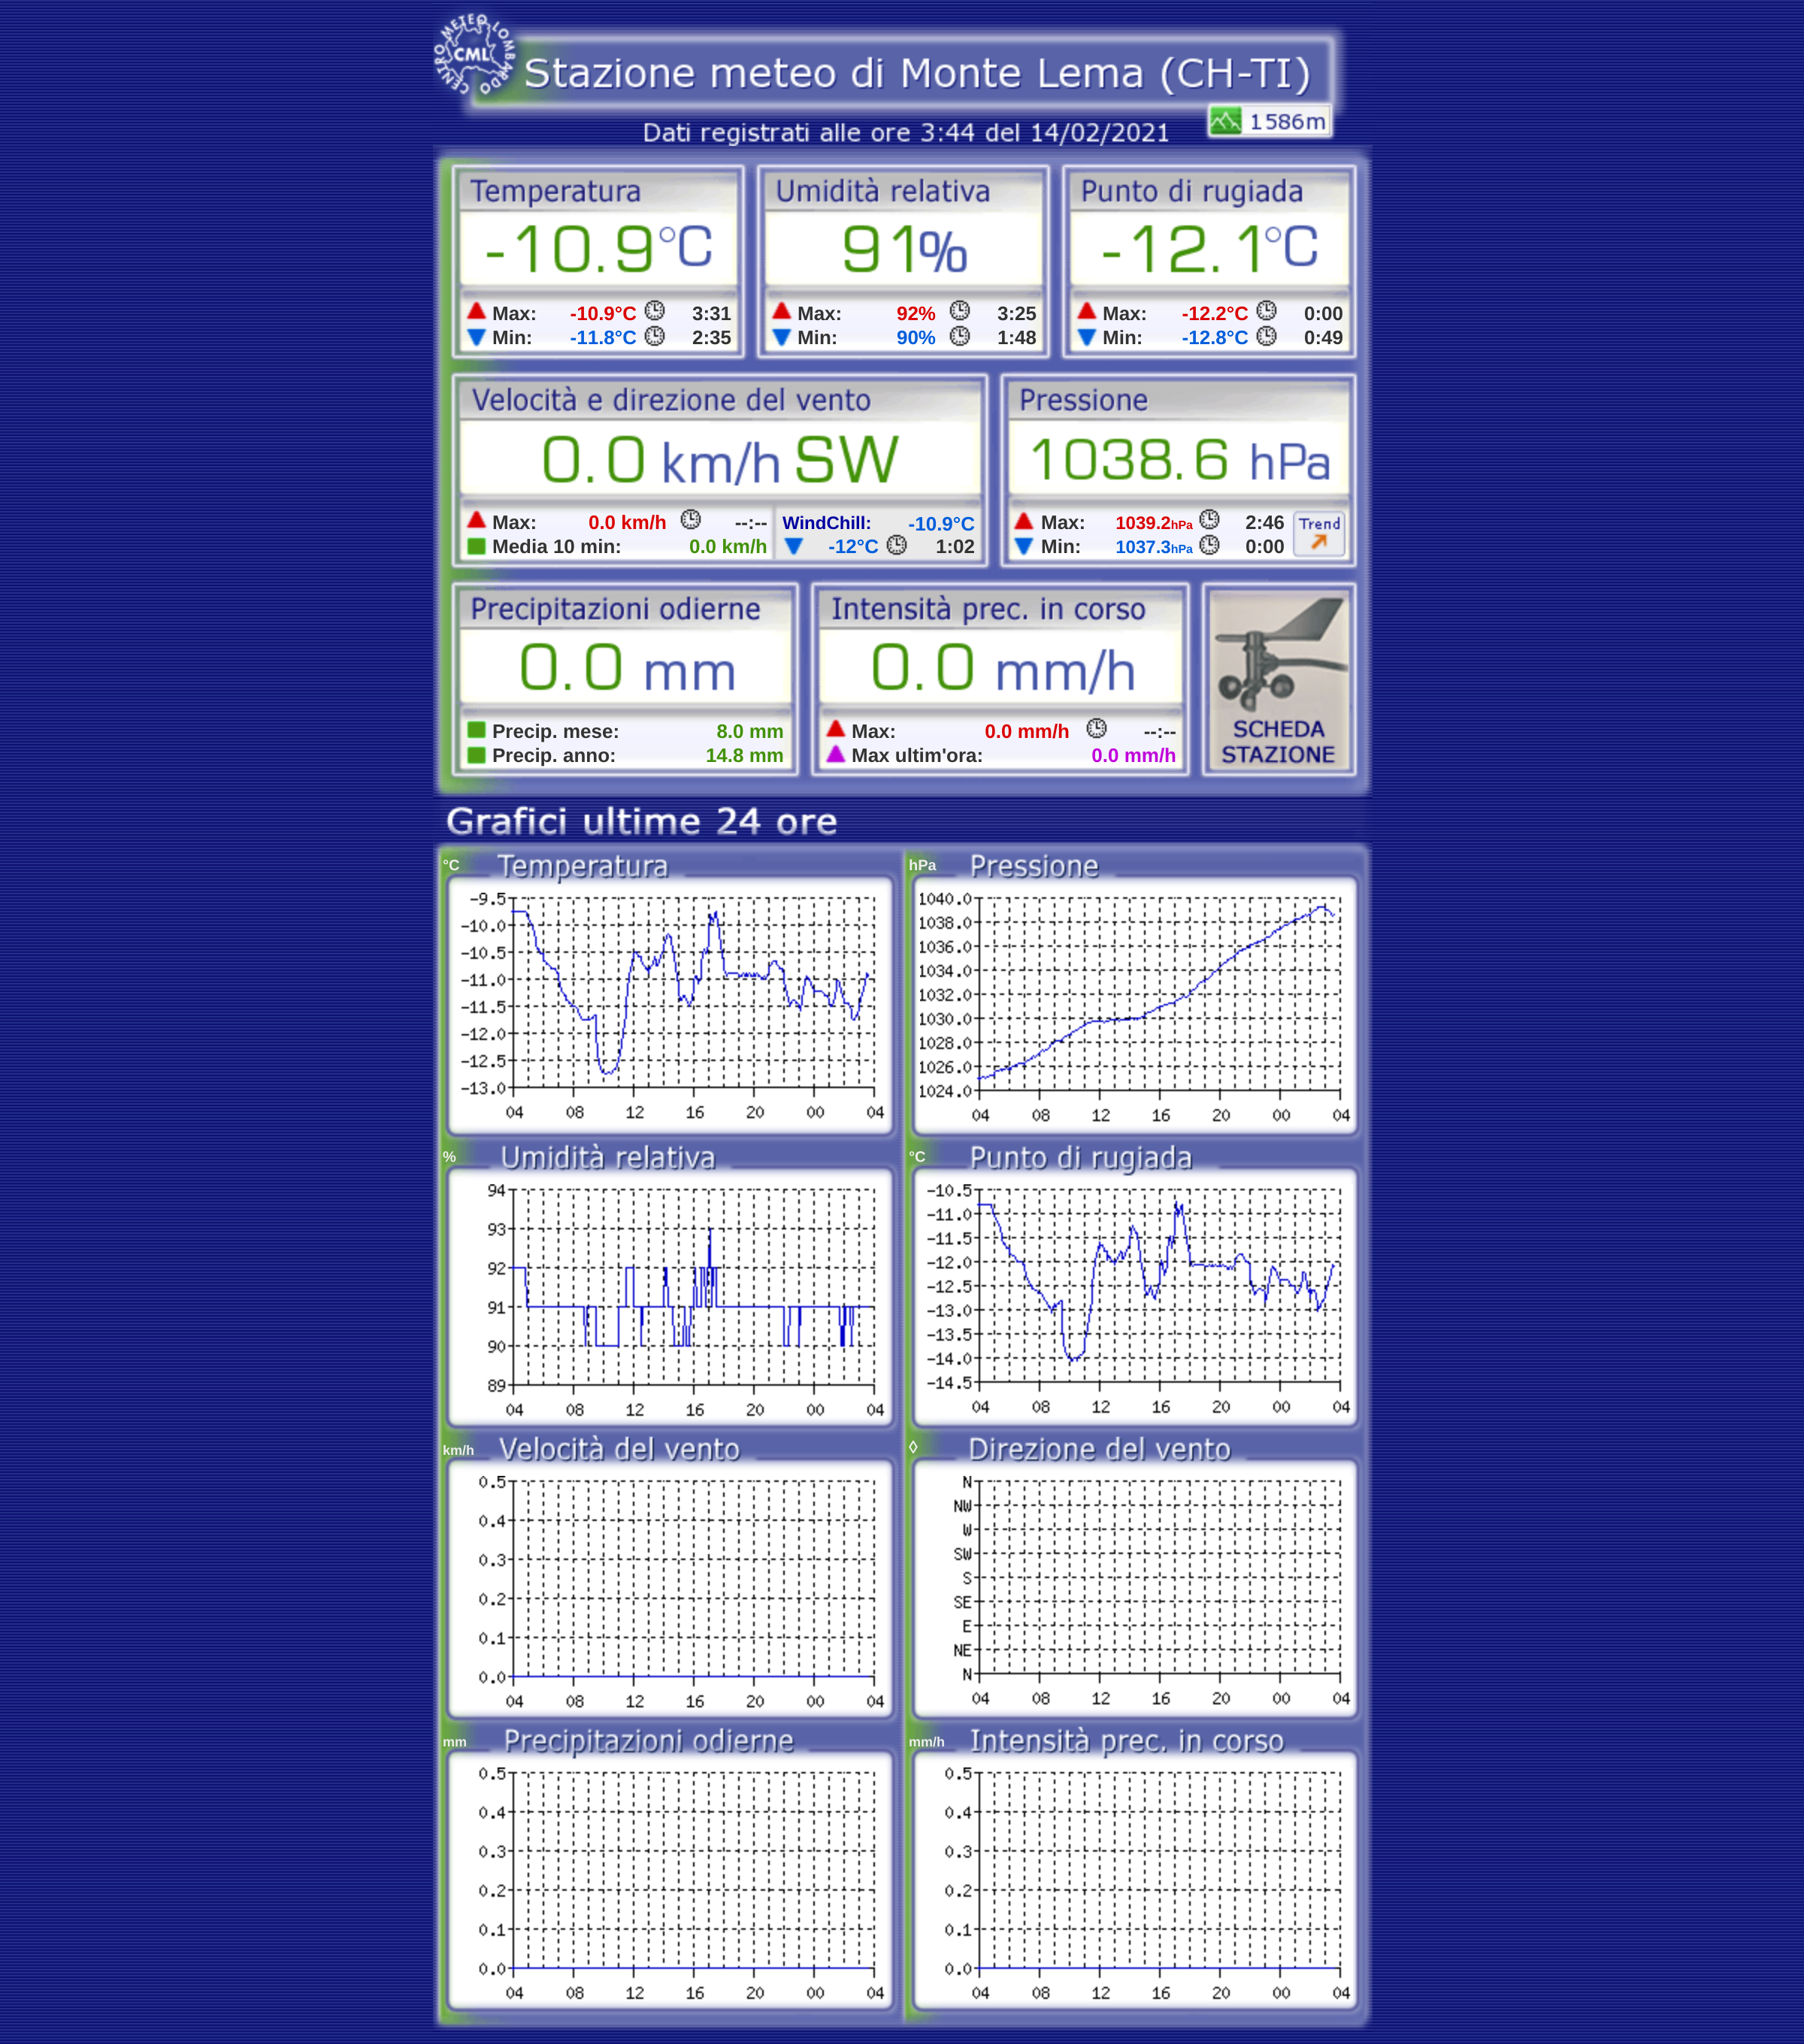 CENTRO METEO LOMBARDO
CML
Stazione meteo di Monte Lema (CH-TI)
1586m
Dati registrati alle ore 3:44 del 14/02/2021
Temperatura
-10.9°C
Max: -10.9°C 3:31
Min: -11.8°C 2:35
Umidità relativa
91%
Max: 92% 3:25
Min: 90% 1:48
Punto di rugiada
-12.1°C
Max: -12.2°C 0:00
Min: -12.8°C 0:49
Velocità e direzione del vento
0.0 km/h SW
Max: 0.0 km/h --:--
Media 10 min: 0.0 km/h
WindChill: -10.9°C
-12°C 1:02
Pressione
1038.6 hPa
Max: 1039.2hPa 2:46
Min: 1037.3hPa 0:00
Trend
Precipitazioni odierne
0.0 mm
Precip. mese: 8.0 mm
Precip. anno: 14.8 mm
Intensità prec. in corso
0.0 mm/h
Max: 0.0 mm/h --:--
Max ultim'ora: 0.0 mm/h
SCHEDA
STAZIONE
Grafici ultime 24 ore
°C Temperatura
-9.5
-10.0
-10.5
-11.0
-11.5
-12.0
-12.5
-13.0
04 08 12 16 20 00 04
hPa Pressione
1040.0
1038.0
1036.0
1034.0
1032.0
1030.0
1028.0
1026.0
1024.0
04 08 12 16 20 00 04
% Umidità relativa
94
93
92
91
90
89
04 08 12 16 20 00 04
°C Punto di rugiada
-10.5
-11.0
-11.5
-12.0
-12.5
-13.0
-13.5
-14.0
-14.5
04 08 12 16 20 00 04
km/h Velocità del vento
0.5
0.4
0.3
0.2
0.1
0.0
04 08 12 16 20 00 04
◊ Direzione del vento
N
NW
W
SW
S
SE
E
NE
N
04 08 12 16 20 00 04
mm Precipitazioni odierne
0.5
0.4
0.3
0.2
0.1
0.0
04 08 12 16 20 00 04
mm/h Intensità prec. in corso
0.5
0.4
0.3
0.2
0.1
0.0
04 08 12 16 20 00 04